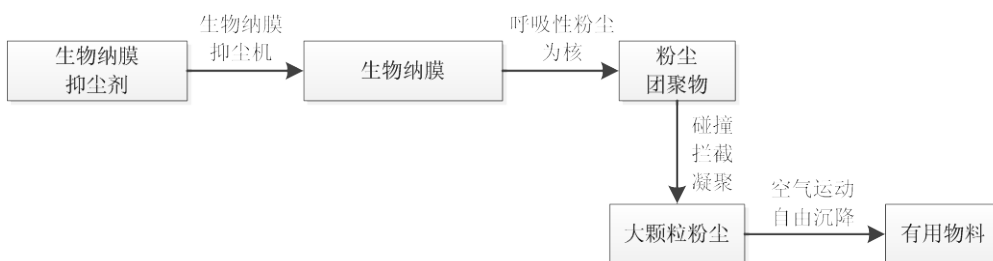 生物纳膜
抑尘剂
生物纳膜
抑尘机
生物纳膜
呼吸性粉尘
为核
粉尘
团聚物
碰撞
拦截
凝聚
大颗粒粉尘
空气运动
自由沉降
有用物料